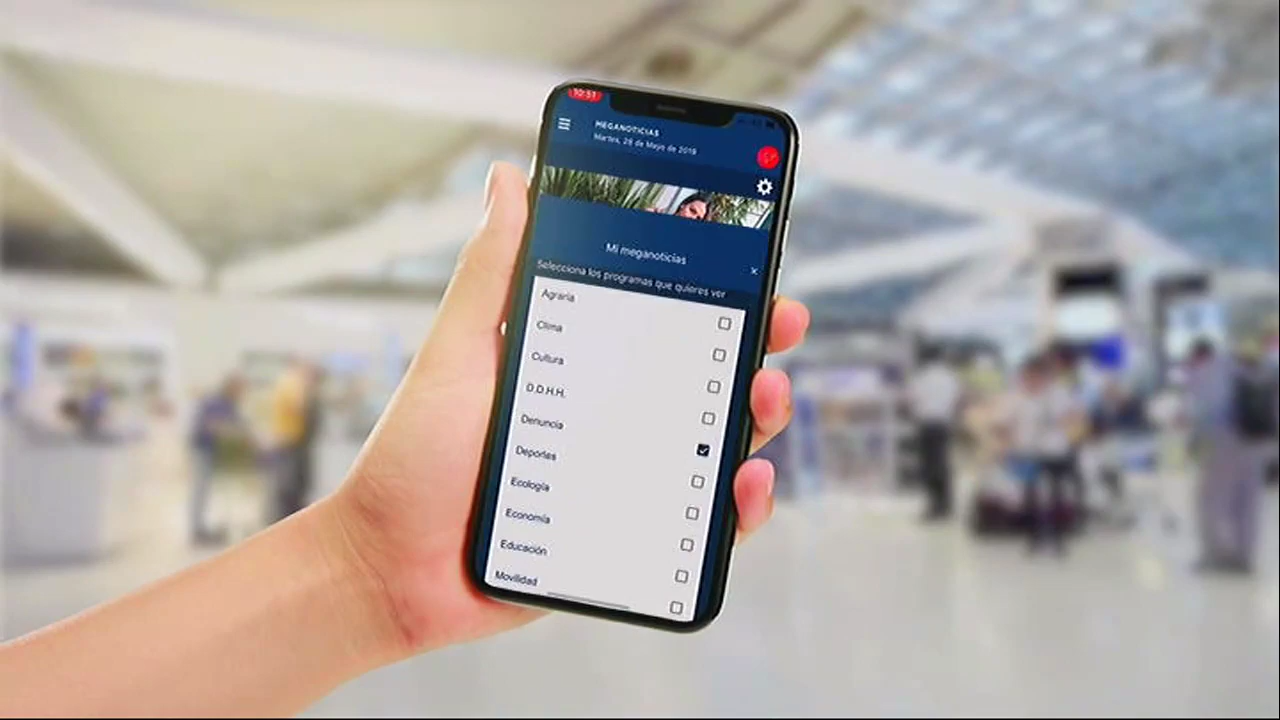 10:51
MEGANOTICIAS
Martes, 28 de Mayo de 2019
Mi meganoticias
×
Selecciona los programas que quieres ver
Agraria
Clima
Cultura
D.D.H.H.
Denuncia
Deportes
Ecología
Economía
Educación
Movilidad